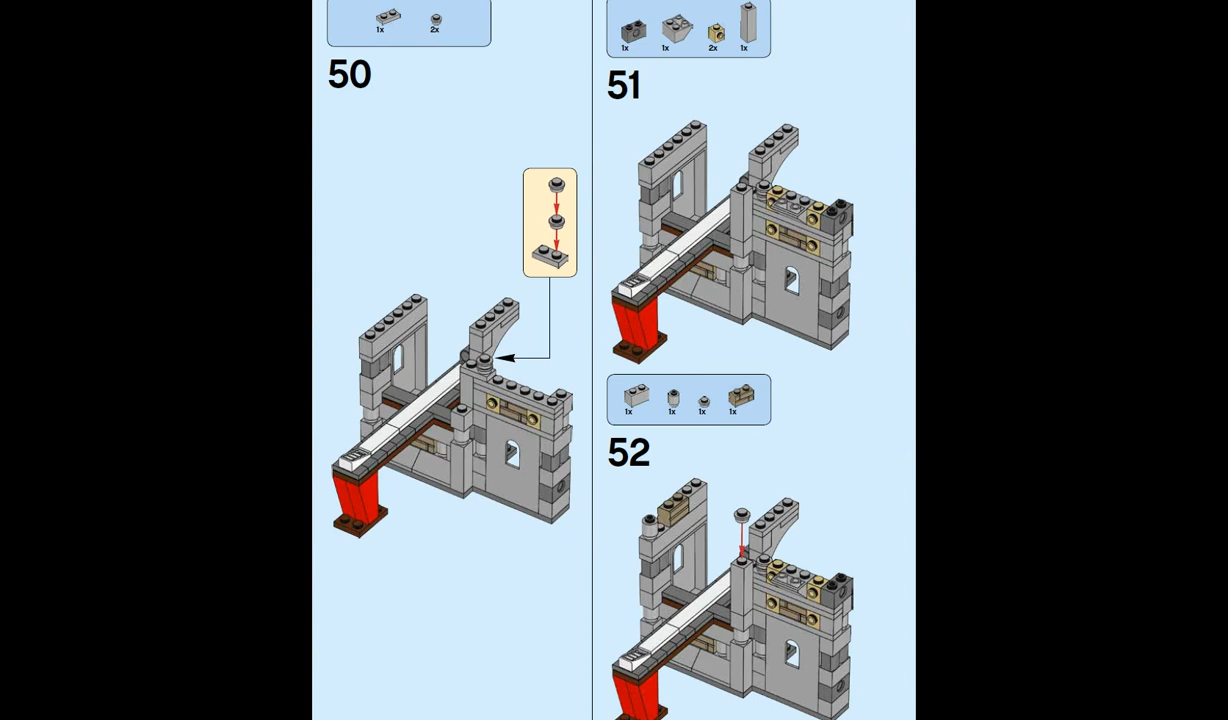 1x 2x
50
1x 1x 2x 1x
51
1x 1x 1x 1x
52